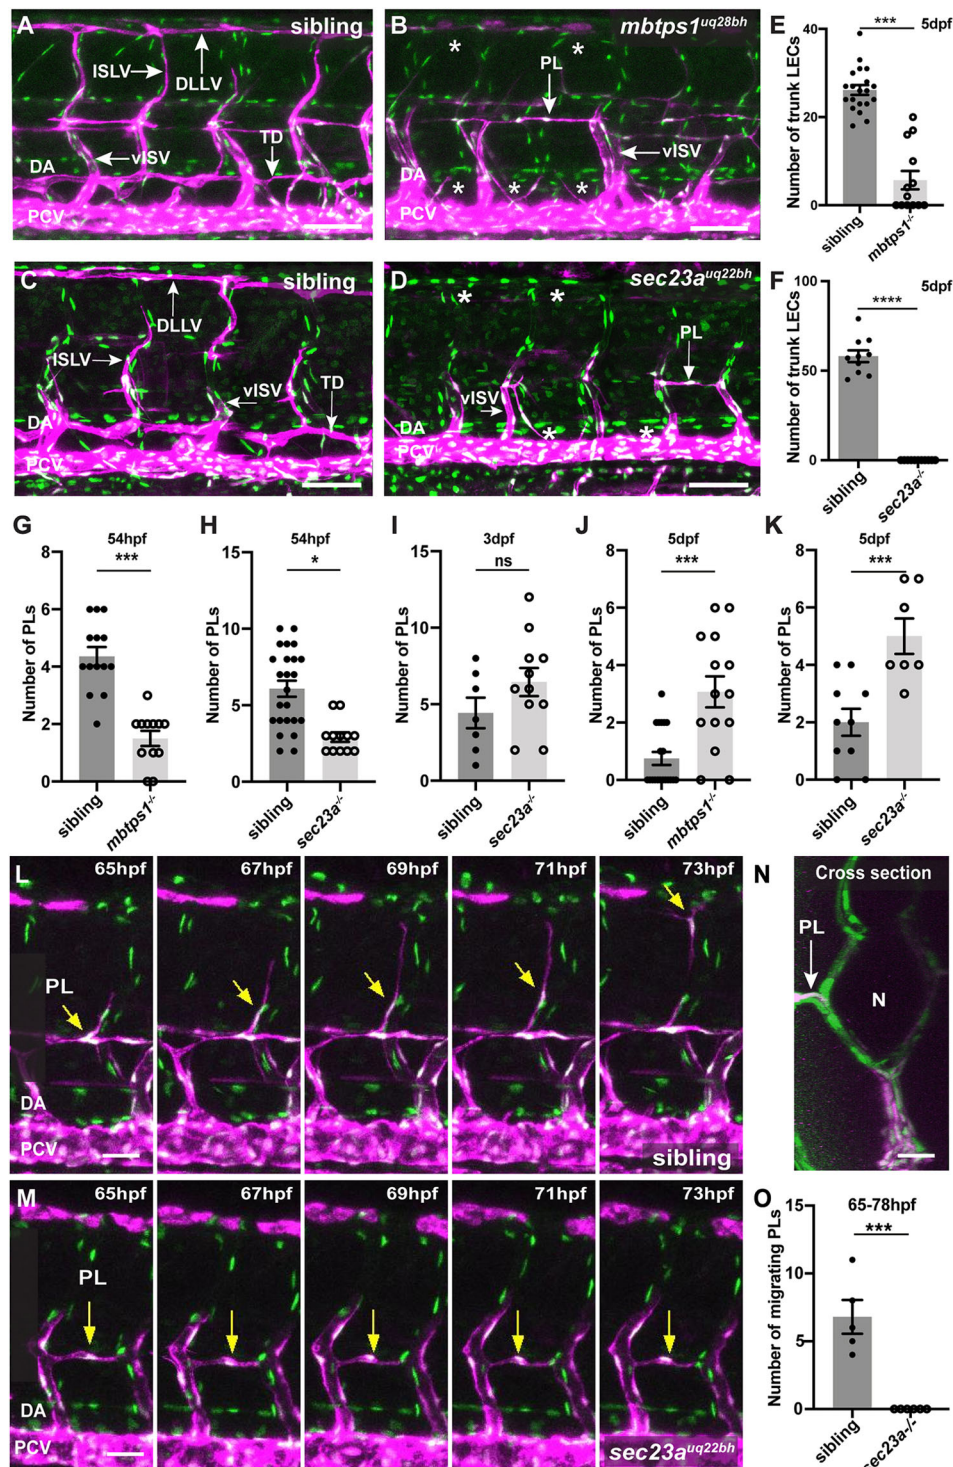 A
sibling
ISLV
DLLV
TD
vISV
DA
PCV
B
mbtps1uq28bh
*
*
PL
vISV
DA
*
*
*
PCV
E
***
5dpf
Number of trunk LECs
40
20
0
sibling
mbtps1-/-
C
sibling
DLLV
ISLV
vISV
TD
DA
PCV
D
sec23auq22bh
*
*
PL
vISV
DA
*
*
PCV
F
****
5dpf
Number of trunk LECs
100
50
0
sibling
sec23a-/-
G
54hpf
***
Number of PLs
8
6
4
2
0
sibling
mbtps1-/-
H
54hpf
*
Number of PLs
15
10
5
0
sibling
sec23a-/-
I
3dpf
ns
Number of PLs
15
10
5
0
sibling
sec23a-/-
J
5dpf
***
Number of PLs
8
6
4
2
0
sibling
mbtps1-/-
K
5dpf
***
Number of PLs
8
6
4
2
0
sibling
sec23a-/-
L
65hpf
67hpf
69hpf
71hpf
73hpf
PL
DA
PCV
sibling
N
Cross section
PL
N
M
65hpf
67hpf
69hpf
71hpf
73hpf
PL
DA
PCV
sec23auq22bh
O
65-78hpf
***
Number of migrating PLs
15
10
5
0
sibling
sec23a-/-